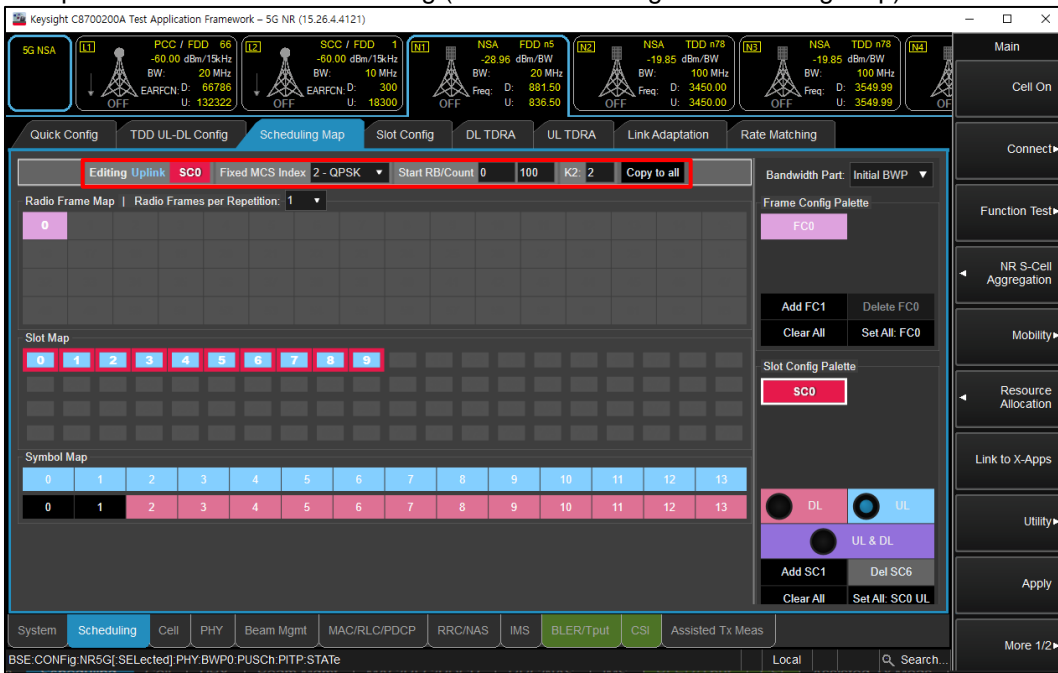 Keysight C8700200A Test Application Framework – 5G NR (15.26.4.4121)
5G NSA
L1 PCC / FDD 66
-60.00 dBm/15kHz
BW: 20 MHz
EARFCN: D: 66786
U: 132322
OFF
L2 SCC / FDD 1
-60.00 dBm/15kHz
BW: 10 MHz
EARFCN: D: 300
U: 18300
OFF
N1 NSA FDD n5
-28.96 dBm/BW
BW: 20 MHz
Freq: D: 881.50
U: 836.50
OFF
N2 NSA TDD n78
-19.85 dBm/BW
BW: 100 MHz
Freq: D: 3450.00
U: 3450.00
OFF
N3 NSA TDD n78
-19.85 dBm/BW
BW: 100 MHz
Freq: D: 3549.99
U: 3549.99
OFF
N4
Quick Config TDD UL-DL Config Scheduling Map Slot Config DL TDRA UL TDRA Link Adaptation Rate Matching
Editing Uplink SC0 Fixed MCS Index 2 - QPSK Start RB/Count 0 100 K2: 2 Copy to all
Radio Frame Map | Radio Frames per Repetition: 1
0
Slot Map
0 1 2 3 4 5 6 7 8 9
Symbol Map
0 1 2 3 4 5 6 7 8 9 10 11 12 13
0 1 2 3 4 5 6 7 8 9 10 11 12 13
Bandwidth Part: Initial BWP
Frame Config Palette
FC0
Add FC1 Delete FC0
Clear All Set All: FC0
Slot Config Palette
SC0
DL UL
UL & DL
Add SC1 Del SC6
Clear All Set All: SC0 UL
Main
Cell On
Connect
Function Test
NR S-Cell
Aggregation
Mobility
Resource
Allocation
Link to X-Apps
Utility
Apply
More 1/2
System Scheduling Cell PHY Beam Mgmt MAC/RLC/PDCP RRC/NAS IMS BLER/Tput CSI Assisted Tx Meas
BSE:CONFig:NR5G[:SELected]:PHY:BWP0:PUSCh:PITP:STATe
Local Search...